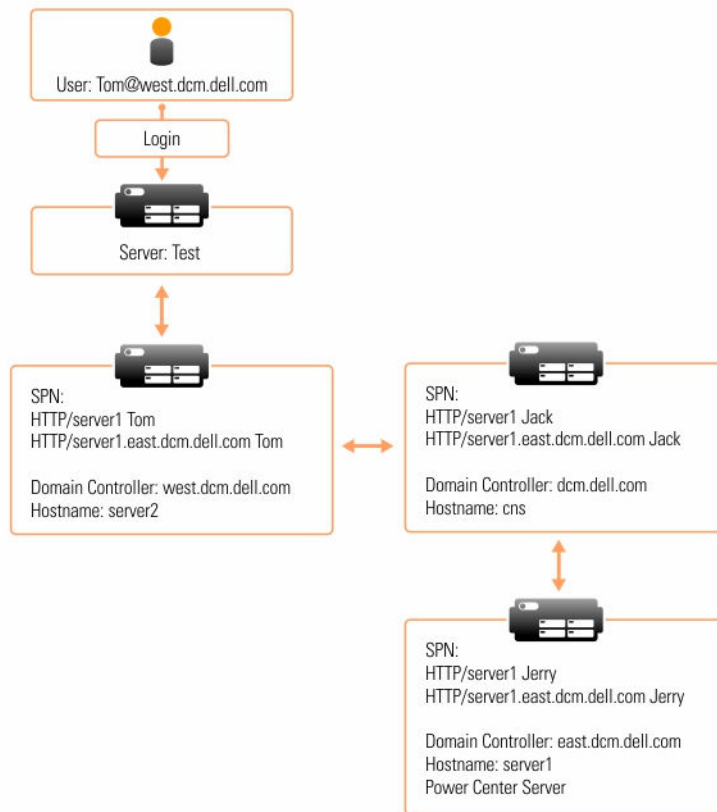 User: Tom@west.dcm.dell.com
Login
Server: Test
SPN:
HTTP/server1 Tom
HTTP/server1.east.dcm.dell.com Tom
Domain Controller: west.dcm.dell.com
Hostname: server2
SPN:
HTTP/server1 Jack
HTTP/server1.east.dcm.dell.com Jack
Domain Controller: dcm.dell.com
Hostname: cns
SPN:
HTTP/server1 Jerry
HTTP/server1.east.dcm.dell.com Jerry
Domain Controller: east.dcm.dell.com
Hostname: server1
Power Center Server